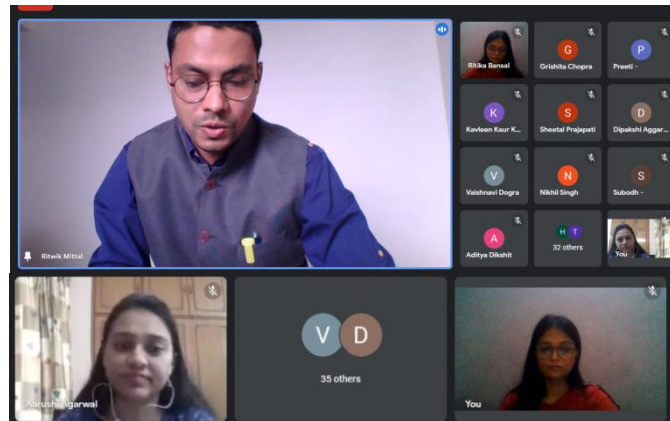 Ritika Bansal
G
Grishita Chopra
P
Preeti -
K
Kavleen Kaur K...
S
Sheetal Prajapati
D
Dipakshi Aggar...
V
Vaishnavi Dogra
N
Nikhil Singh
S
Subodh -
Ritwik Mittal
A
Aditya Dikshit
H T
32 others
You
Aarushi Agarwal
V D
35 others
You